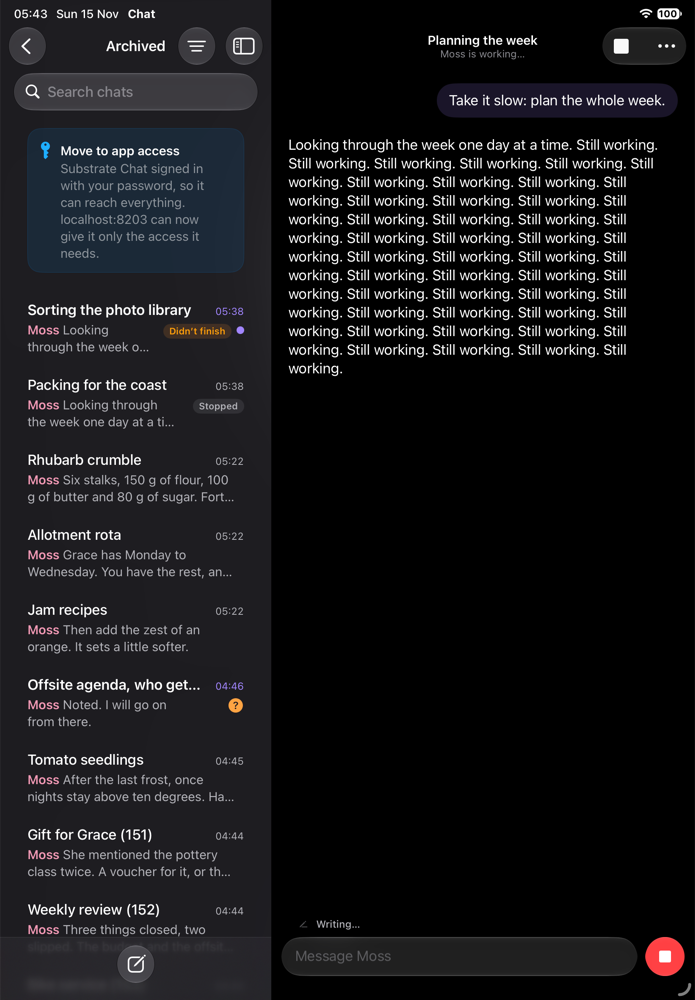 05:43 Sun 15 Nov Chat
100
Archived
Search chats
Move to app access
Substrate Chat signed in
with your password, so it
can reach everything.
localhost:8203 can now
give it only the access it
needs.
Sorting the photo library 05:38
Moss Looking
through the week o...
Didn't finish
Packing for the coast 05:38
Moss Looking through
the week one day at a ti...
Stopped
Rhubarb crumble 05:22
Moss Six stalks, 150 g of flour, 100
g of butter and 80 g of sugar. Fort...
Allotment rota 05:22
Moss Grace has Monday to
Wednesday. You have the rest, an...
Jam recipes 05:22
Moss Then add the zest of an
orange. It sets a little softer.
Offsite agenda, who get... 04:46
Moss Noted. I will go on
from there.
?
Tomato seedlings 04:45
Moss After the last frost, once
nights stay above ten degrees. Ha...
Gift for Grace (151) 04:44
Moss She mentioned the pottery
class twice. A voucher for it, or th...
Weekly review (152) 04:44
Moss Three things closed, two
slipped. The
Planning the week
Moss is working...
Take it slow: plan the whole week.
Looking through the week one day at a time. Still working.
Still working. Still working. Still working. Still working. Still
working. Still working. Still working. Still working. Still
working. Still working. Still working. Still working. Still
working. Still working. Still working. Still working. Still
working. Still working. Still working. Still working. Still
working. Still working. Still working. Still working. Still
working. Still working. Still working. Still working. Still
working. Still working. Still working. Still working. Still
working. Still working. Still working. Still working. Still
working. Still working. Still working. Still working. Still
working. Still working. Still working. Still working. Still
working.
Writing...
Message Moss